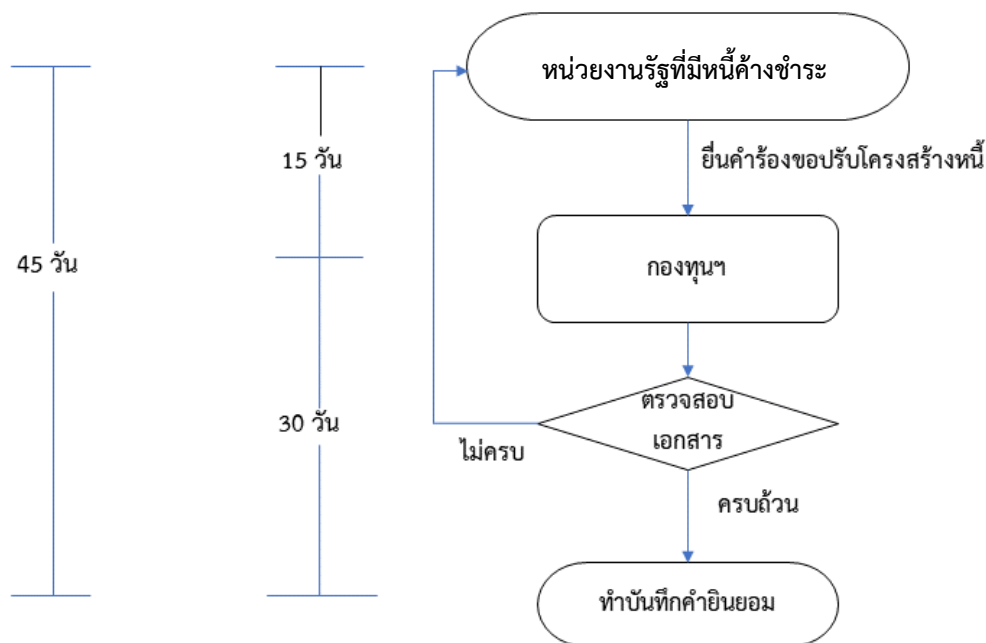 หน่วยงานรัฐที่มีหนี้ค้างชำระ
15 วัน
ยื่นคำร้องขอปรับโครงสร้างหนี้
45 วัน
กองทุนฯ
ตรวจสอบ
เอกสาร
30 วัน
ไม่ครบ
ครบถ้วน
ทำบันทึกคำยินยอม